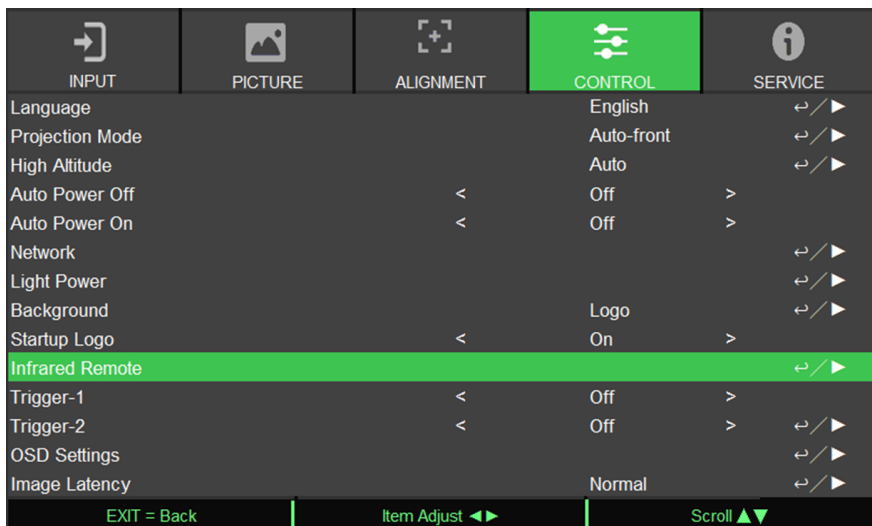 INPUT PICTURE ALIGNMENT CONTROL SERVICE
Language English ↩/▶
Projection Mode Auto-front ↩/▶
High Altitude Auto ↩/▶
Auto Power Off < Off >
Auto Power On < Off >
Network ↩/▶
Light Power ↩/▶
Background Logo ↩/▶
Startup Logo < On >
Infrared Remote ↩/▶
Trigger-1 < Off >
Trigger-2 < Off > ↩/▶
OSD Settings ↩/▶
Image Latency Normal ↩/▶
EXIT = Back Item Adjust ◀▶ Scroll ▲▼